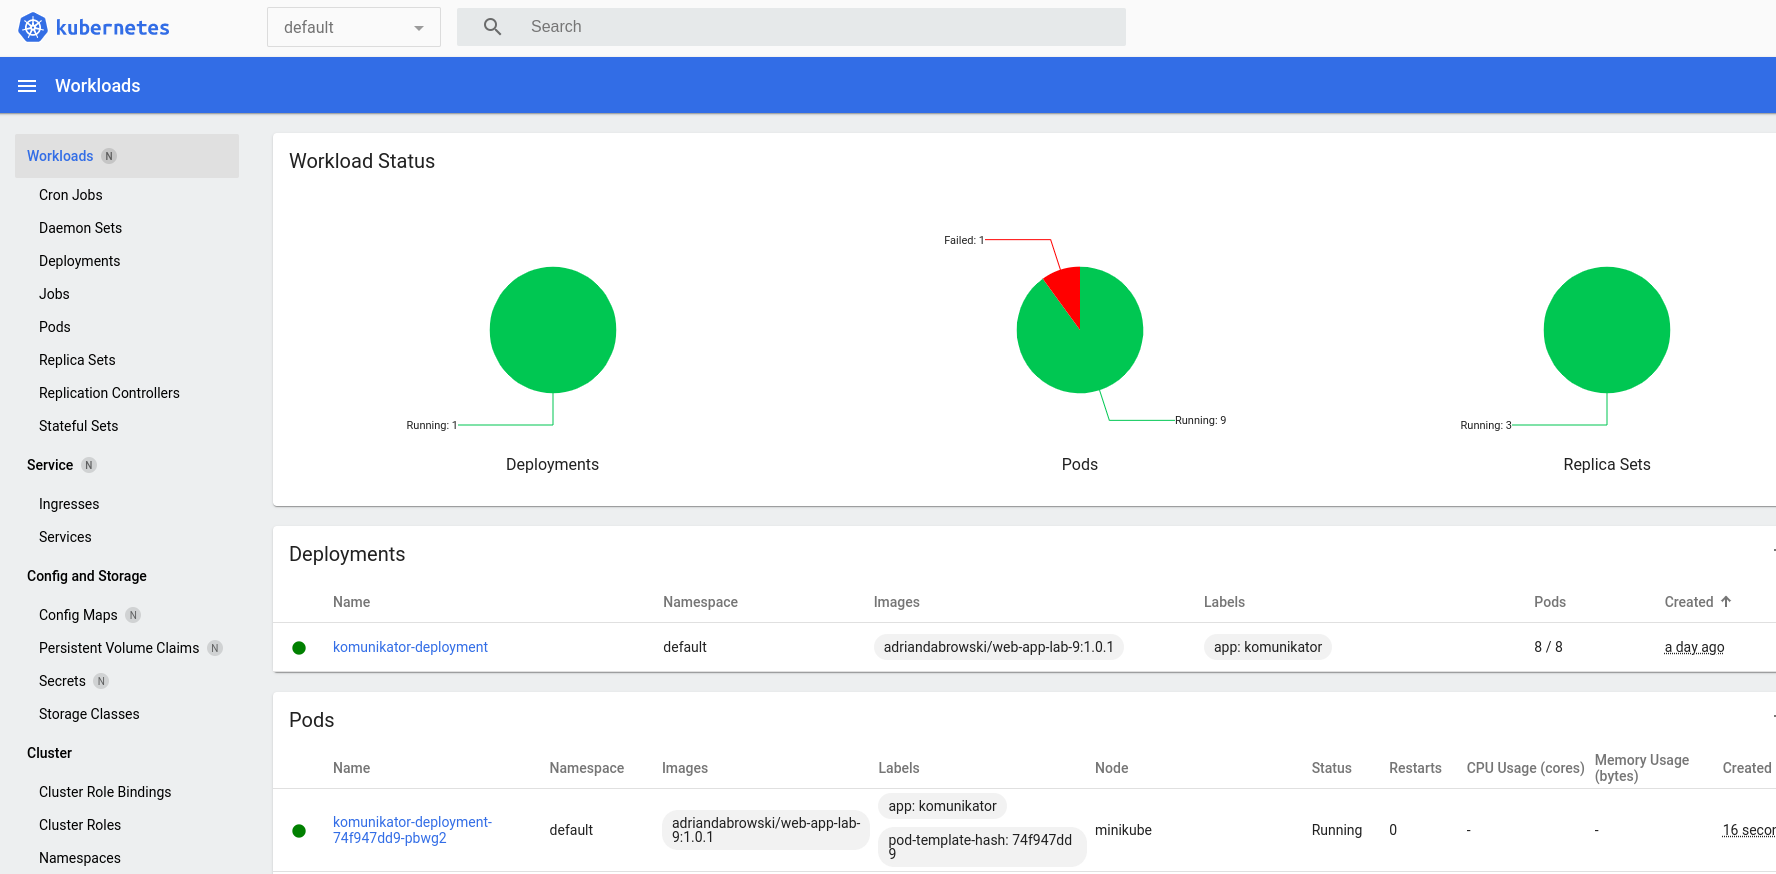 kubernetes
default
Search
Workloads
Workloads N
Cron Jobs
Daemon Sets
Deployments
Jobs
Pods
Replica Sets
Replication Controllers
Stateful Sets
Service N
Ingresses
Services
Config and Storage
Config Maps N
Persistent Volume Claims N
Secrets N
Storage Classes
Cluster
Cluster Role Bindings
Cluster Roles
Namespaces
Workload Status
Running: 1
Deployments
Failed: 1
Running: 9
Pods
Running: 3
Replica Sets
Deployments
Name Namespace Images Labels Pods Created
komunikator-deployment default adriandabrowski/web-app-lab-9:1.0.1 app: komunikator 8 / 8 a day ago
Pods
Name Namespace Images Labels Node Status Restarts CPU Usage (cores) Memory Usage (bytes) Created
komunikator-deployment-
74f947dd9-pbwg2
default
adriandabrowski/web-app-lab-
9:1.0.1
app: komunikator
pod-template-hash: 74f947dd
9
minikube
Running
0
-
-
16 secon